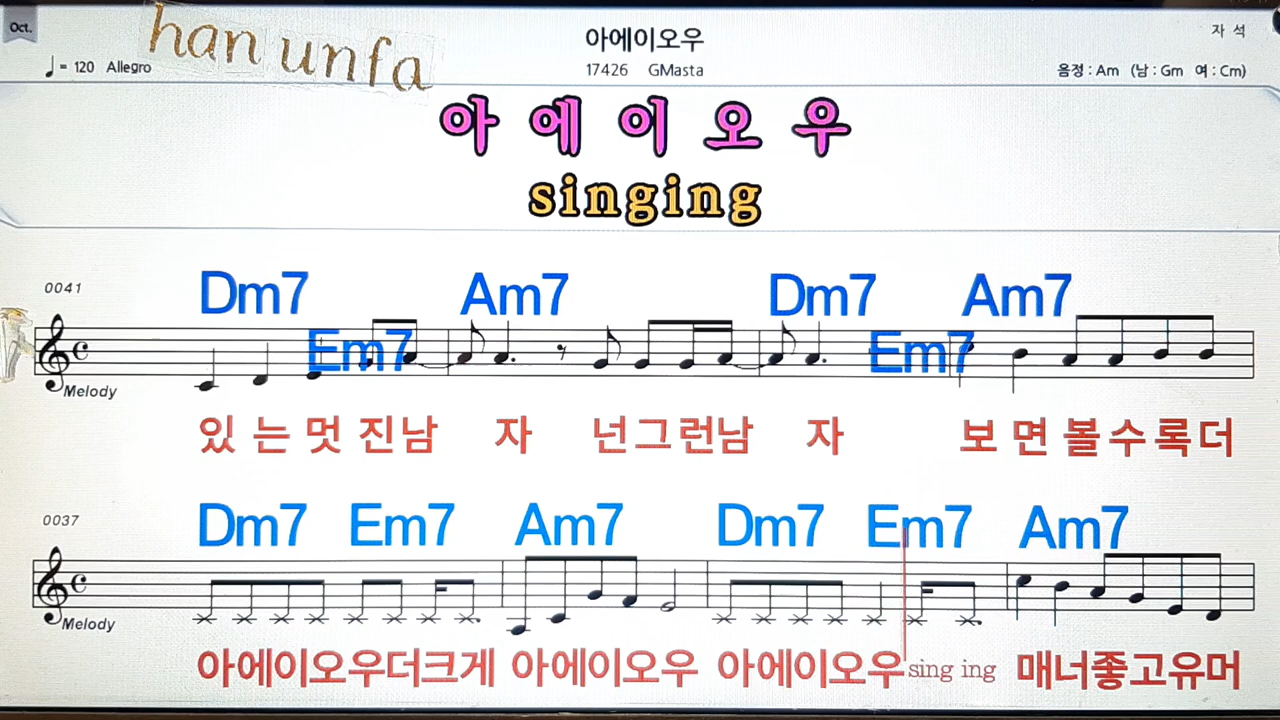 Oct.
han unfa
♩= 120 Allegro
아에이오우
17426 GMasta
자 석
음정 : Am (남 : Gm 여 : Cm)
아 에 이 오 우
singing
0041
Dm7 Em7 Am7 Dm7 Em7 Am7
Melody
있 는 멋 진남 자 넌그런남 자 보 면 볼수록더
0037
Dm7 Em7 Am7 Dm7 Em7 Am7
Melody
아에이오우더크게 아에이오우 아에이오우 sing ing 매너좋고유머